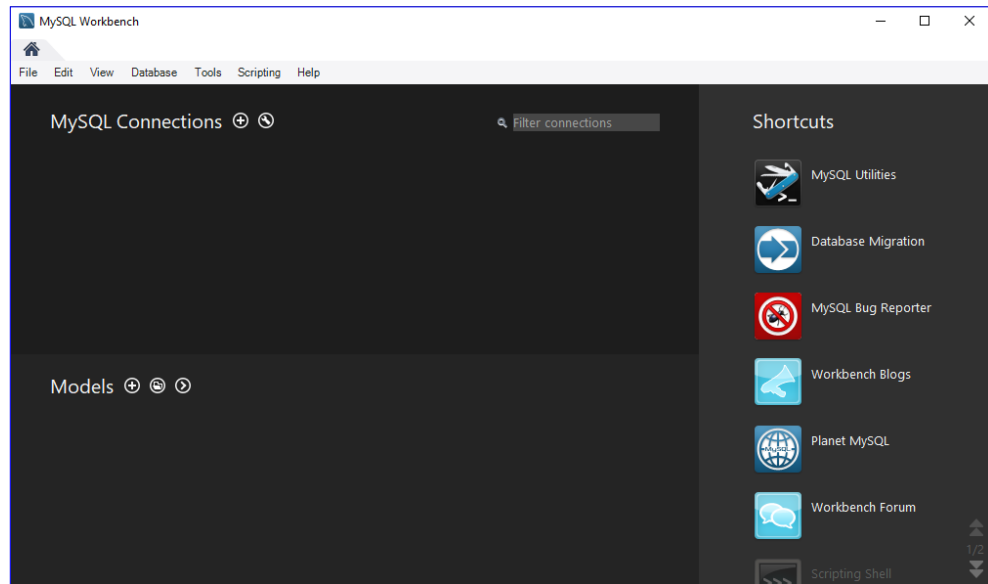 MySQL Workbench
File Edit View Database Tools Scripting Help
MySQL Connections
Filter connections
Shortcuts
MySQL Utilities
Database Migration
MySQL Bug Reporter
Workbench Blogs
MySQL
Planet MySQL
Workbench Forum
Scripting Shell
1/2
Models